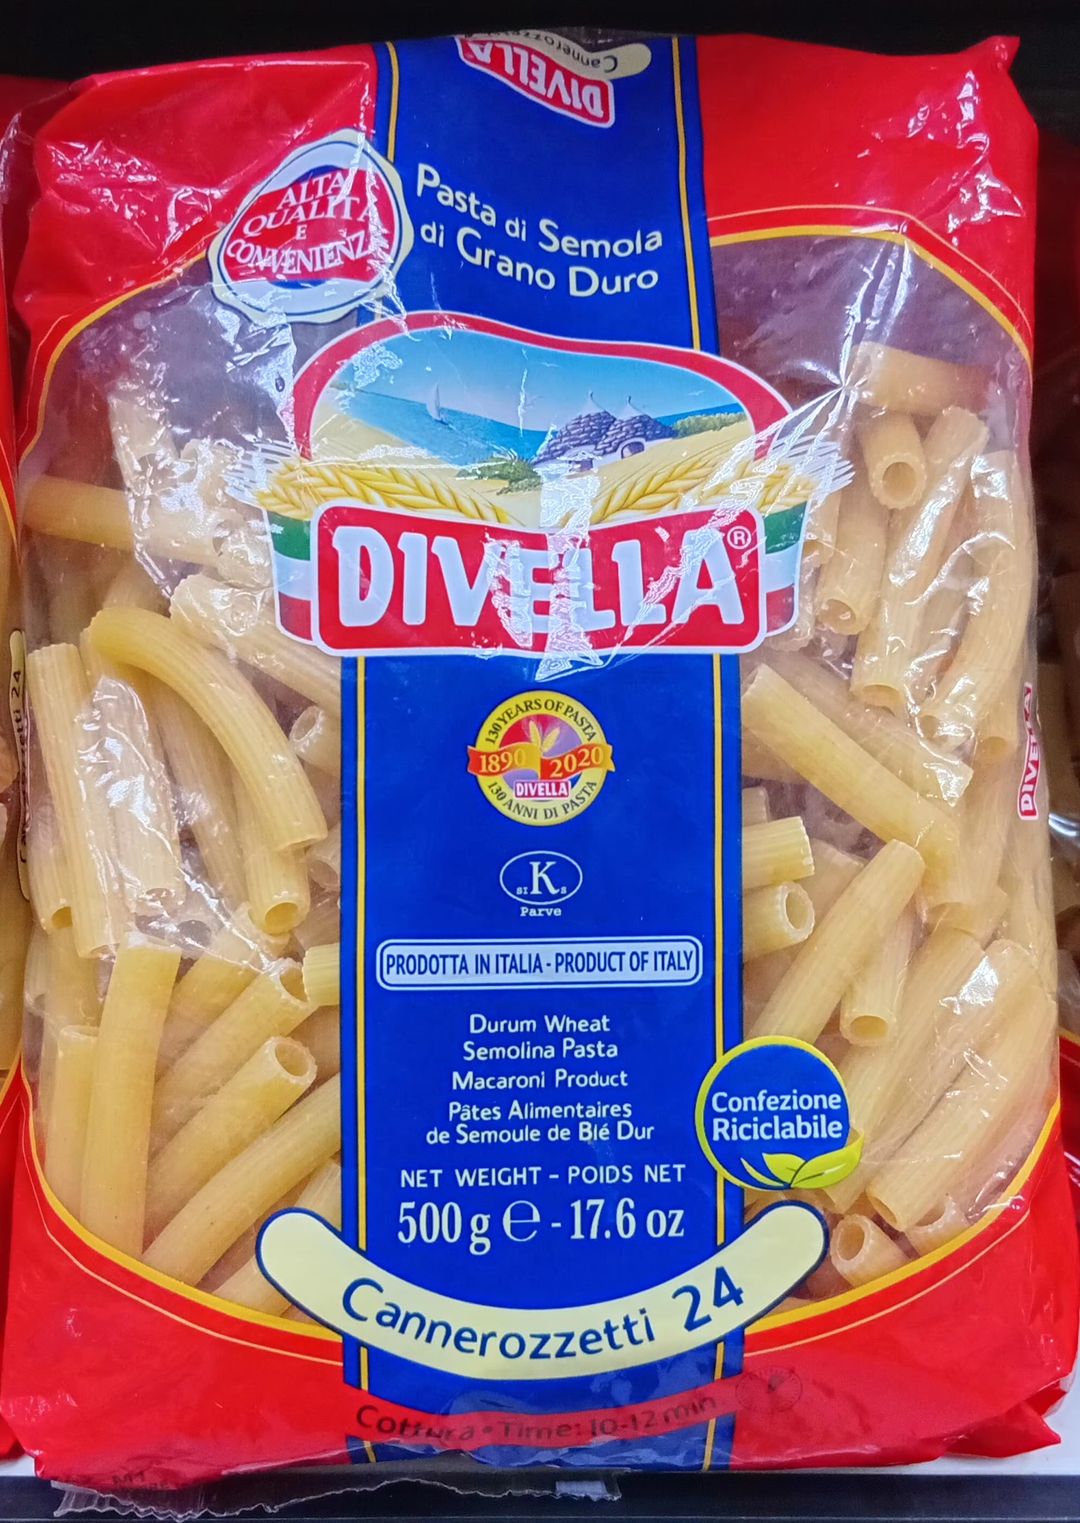 DIVELLA
ALTA
QUALITÀ
E
CONVENIENZA
Pasta di Semola
di Grano Duro
DIVELLA®
130 YEARS OF PASTA
1890 2020
DIVELLA
130 ANNI DI PASTA
SI K S
Parve
PRODOTTA IN ITALIA - PRODUCT OF ITALY
Durum Wheat
Semolina Pasta
Macaroni Product
Pâtes Alimentaires
de Semoule de Blé Dur
Confezione
Riciclabile
NET WEIGHT - POIDS NET
500 g ℮ - 17.6 oz
Cannerozzetti 24
Cottura • Time: 10-12 min
DIVELLA